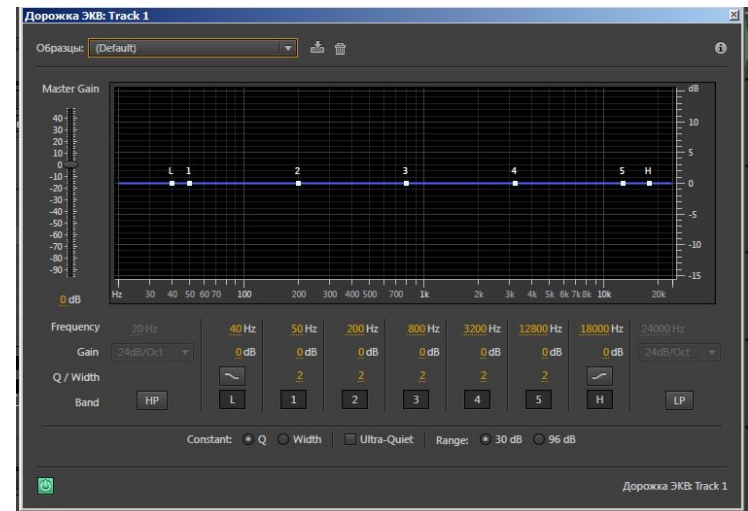 Дорожка ЭКВ: Track 1
Образцы: (Default)
Master Gain
dB
40
30
20
10
0
-10
-20
-30
-40
-50
-60
-70
-80
-90
0 dB
L 1 2 3 4 5 H
10
5
0
-5
-10
-15
Hz 30 40 50 60 70 100 200 300 400 500 700 1k 2k 3k 4k 5k 6k 7k 8k 10k 20k
Frequency 20 Hz 40 Hz 50 Hz 200 Hz 800 Hz 3200 Hz 12800 Hz 18000 Hz 24000 Hz
Gain 24dB/Oct 0 dB 0 dB 0 dB 0 dB 0 dB 0 dB 0 dB 24dB/Oct
Q / Width 2 2 2 2 2
Band HP L 1 2 3 4 5 H LP
Constant: Q Width Ultra-Quiet Range: 30 dB 96 dB
Дорожка ЭКВ: Track 1